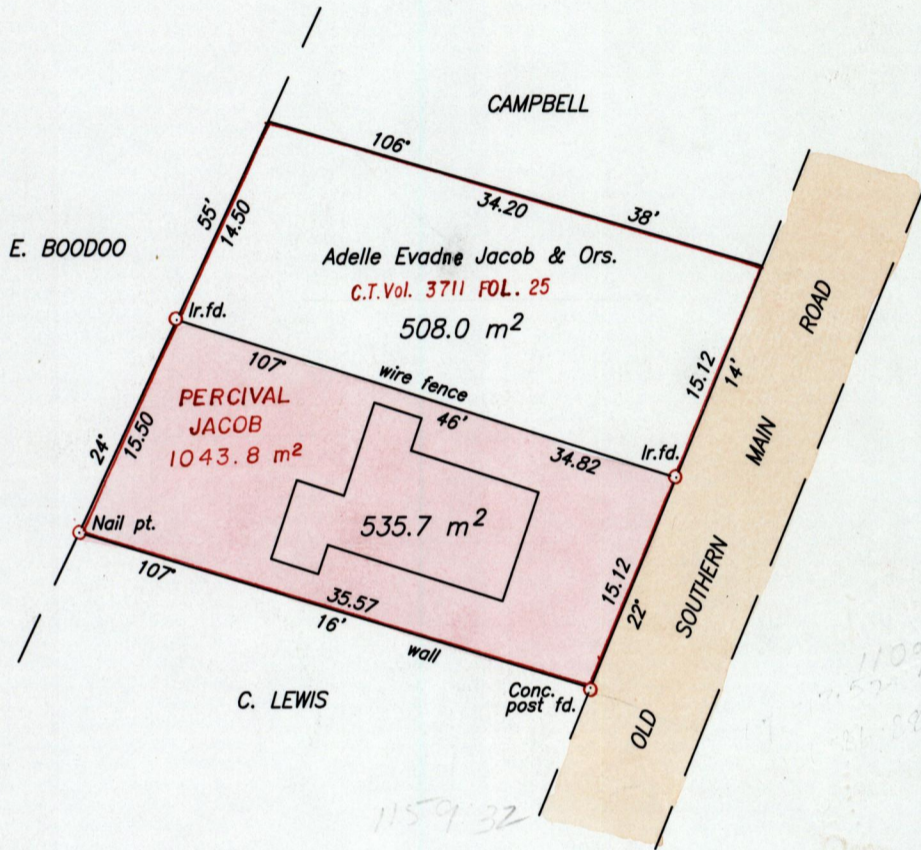 CAMPBELL
106°
34.20
38'
55'
14.50
E. BOODOO
Adelle Evadne Jacob & Ors.
C.T. Vol. 3711 FOL. 25
508.0 m²
ROAD
Ir.fd.
107°
wire fence
46'
34.82
15.12
14'
MAIN
PERCIVAL
JACOB
1043.8 m²
Ir.fd.
24'
15.50
535.7 m²
Nail pt.
107°
35.57
16'
wall
15.12
22'
SOUTHERN
C. LEWIS
Conc.
post fd.
OLD
1159.32